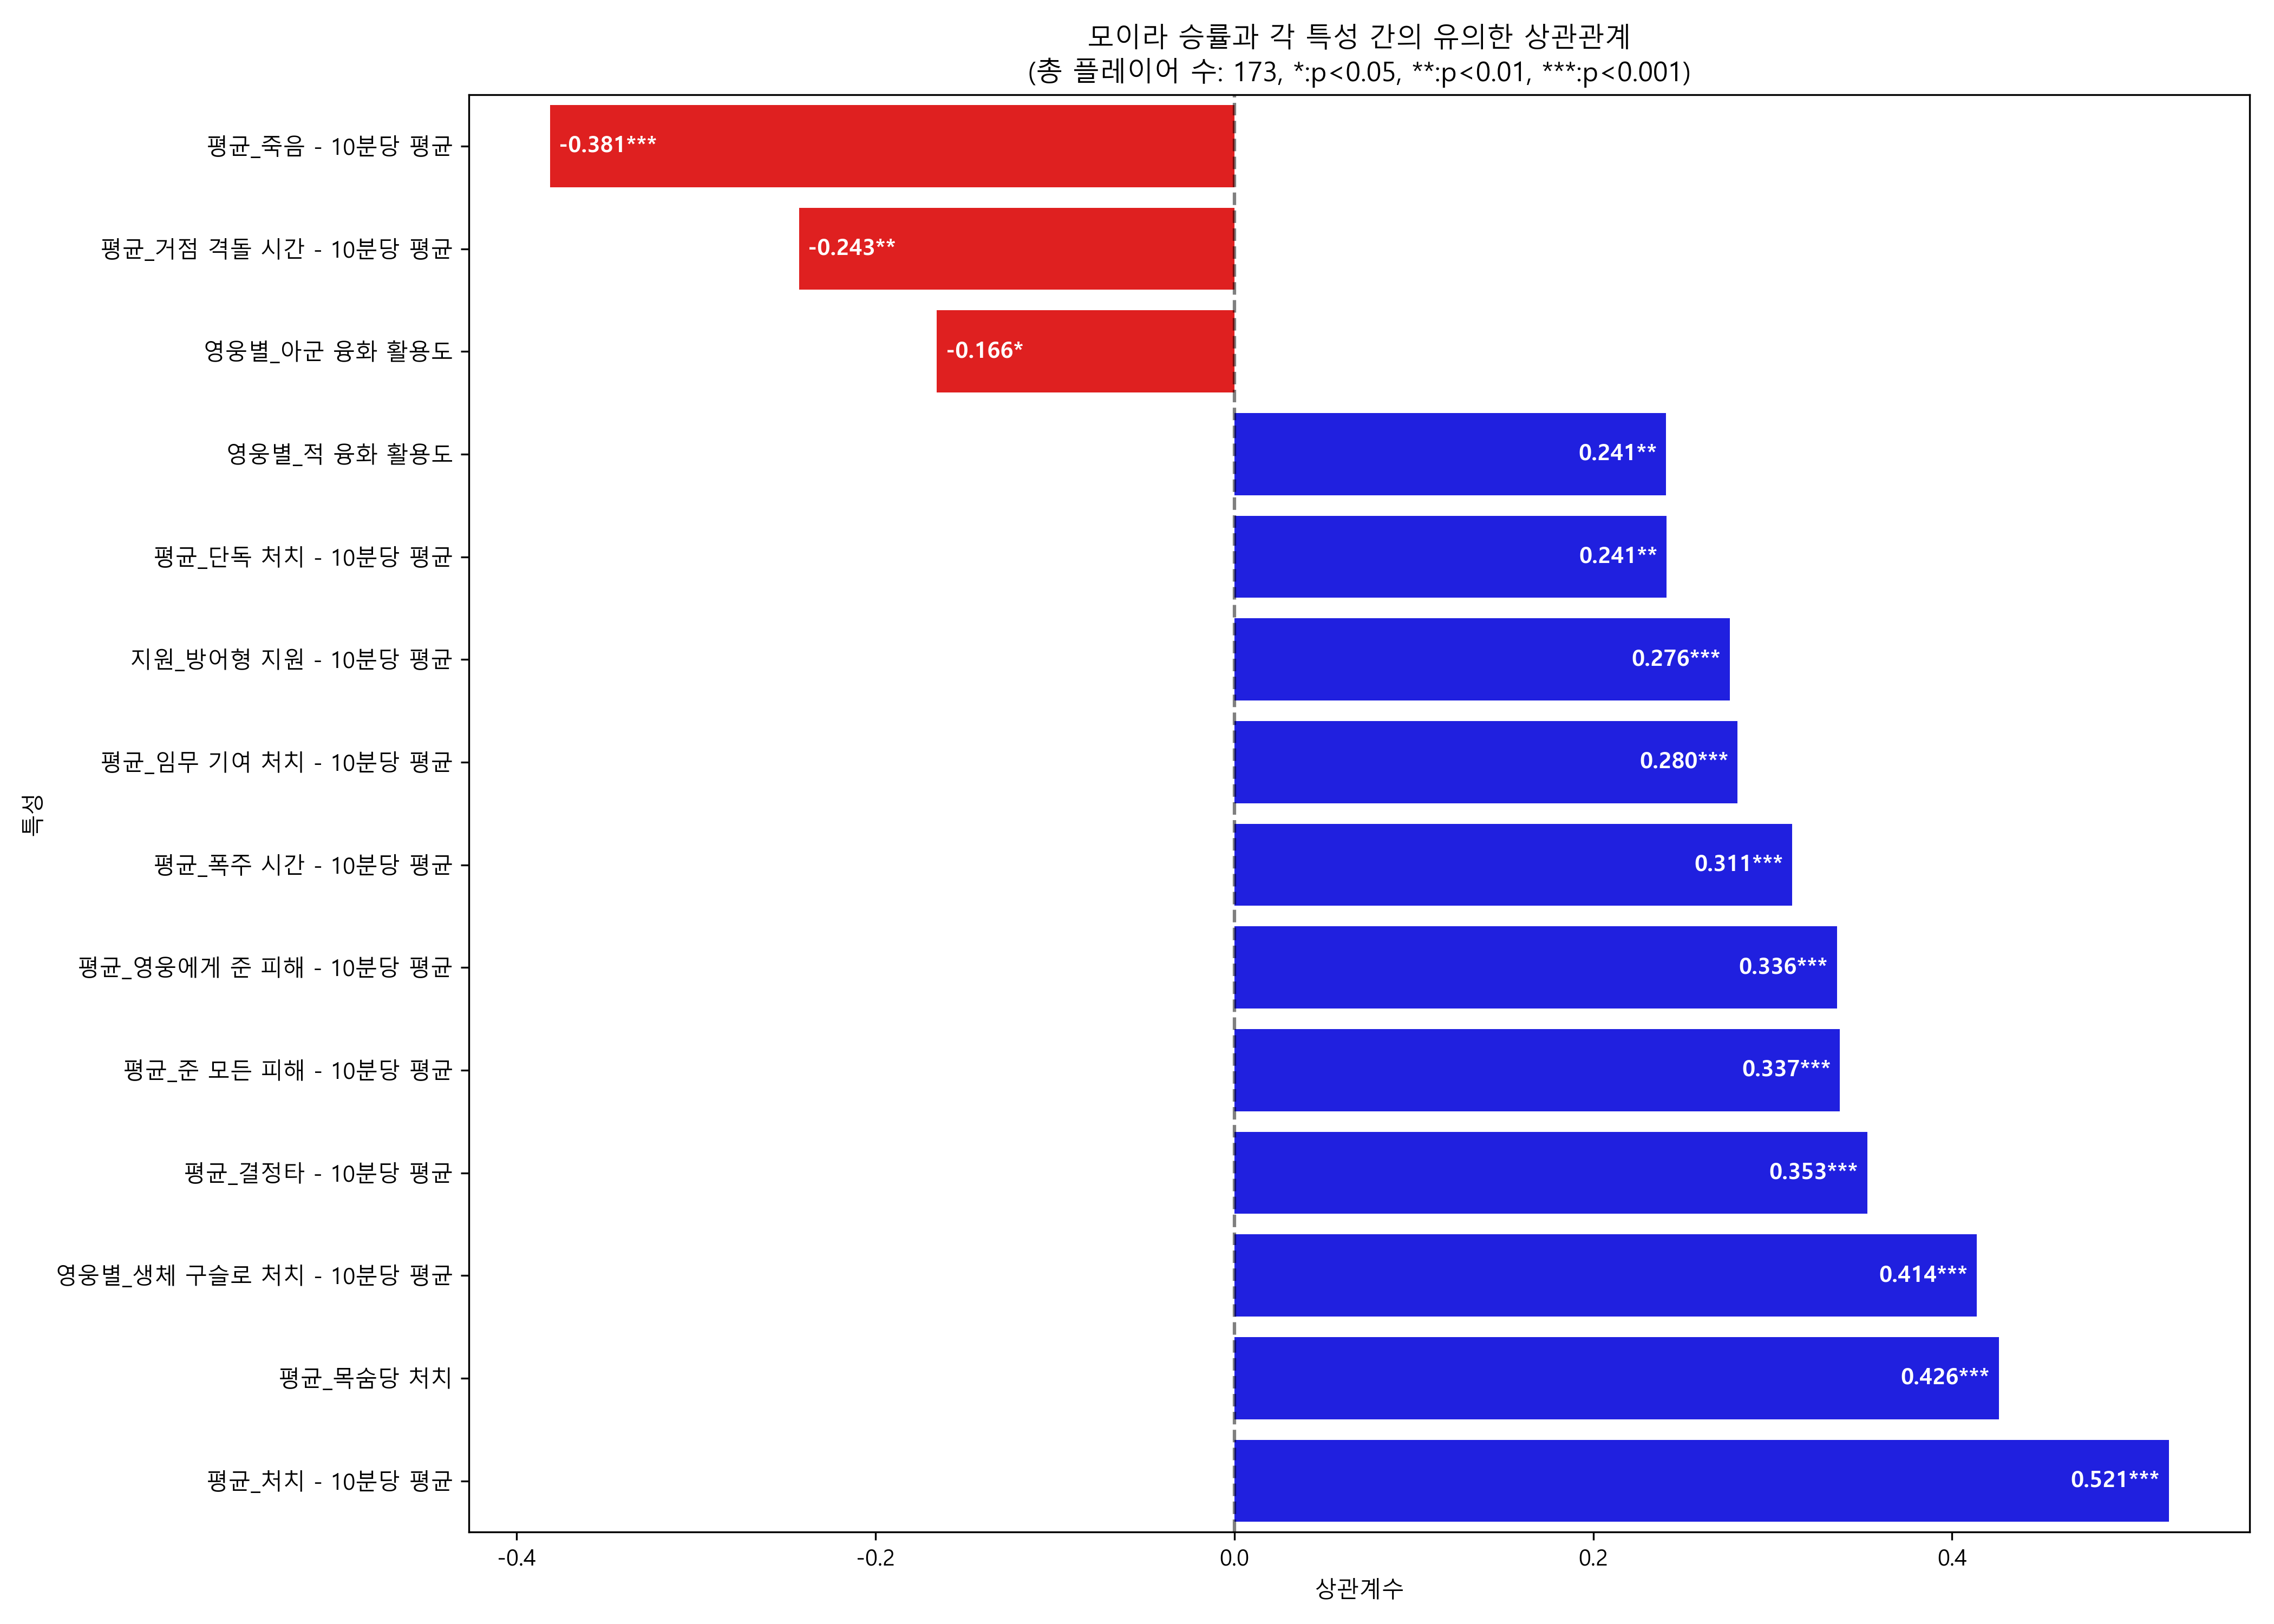 모이라 승률과 각 특성 간의 유의한 상관관계
(총 플레이어 수: 173, *:p<0.05, **:p<0.01, ***:p<0.001)
평균_죽음 - 10분당 평균
-0.381***
평균_거점 격돌 시간 - 10분당 평균
-0.243**
영웅별_아군 융화 활용도
-0.166*
영웅별_적 융화 활용도
0.241**
평균_단독 처치 - 10분당 평균
0.241**
지원_방어형 지원 - 10분당 평균
0.276***
평균_임무 기여 처치 - 10분당 평균
0.280***
평균_폭주 시간 - 10분당 평균
0.311***
평균_영웅에게 준 피해 - 10분당 평균
0.336***
평균_준 모든 피해 - 10분당 평균
0.337***
평균_결정타 - 10분당 평균
0.353***
영웅별_생체 구슬로 처치 - 10분당 평균
0.414***
평균_목숨당 처치
0.426***
평균_처치 - 10분당 평균
0.521***
특성
-0.4 -0.2 0.0 0.2 0.4
상관계수